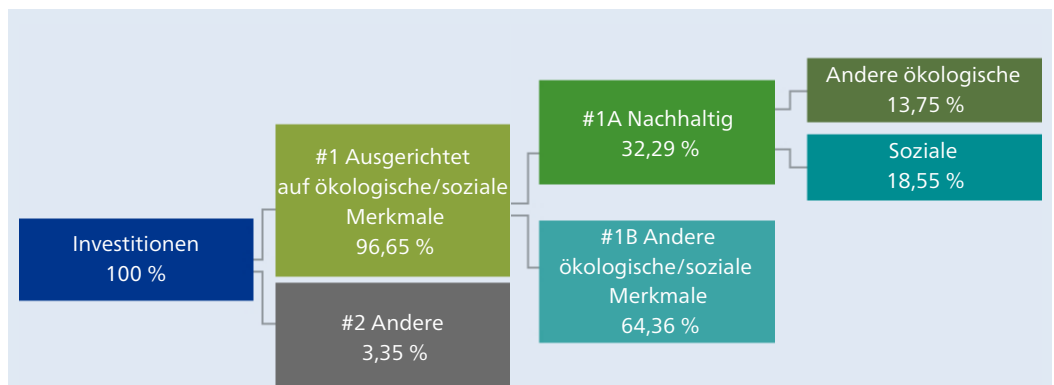 Investitionen
100 %
#1 Ausgerichtet
auf ökologische/soziale
Merkmale
96,65 %
#2 Andere
3,35 %
#1A Nachhaltig
32,29 %
#1B Andere
ökologische/soziale
Merkmale
64,36 %
Andere ökologische
13,75 %
Soziale
18,55 %